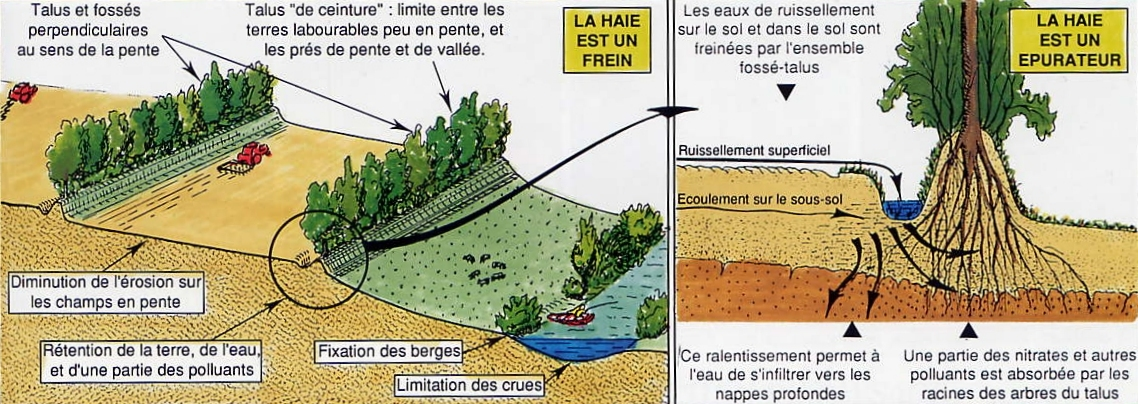 Talus et fossés
perpendiculaires
au sens de la pente
Talus "de ceinture" : limite entre les
terres labourables peu en pente, et
les prés de pente et de vallée.
LA HAIE
EST UN
FREIN
Diminution de l'érosion sur
les champs en pente
Rétention de la terre, de l'eau,
et d'une partie des polluants
Fixation des berges
Limitation des crues
Les eaux de ruissellement
sur le sol et dans le sol sont
freinées par l'ensemble
fossé-talus
LA HAIE
EST UN
EPURATEUR
Ruissellement superficiel
Ecoulement sur le sous-sol
Ce ralentissement permet à
l'eau de s'infiltrer vers les
nappes profondes
Une partie des nitrates et autres
polluants est absorbée par les
racines des arbres du talus